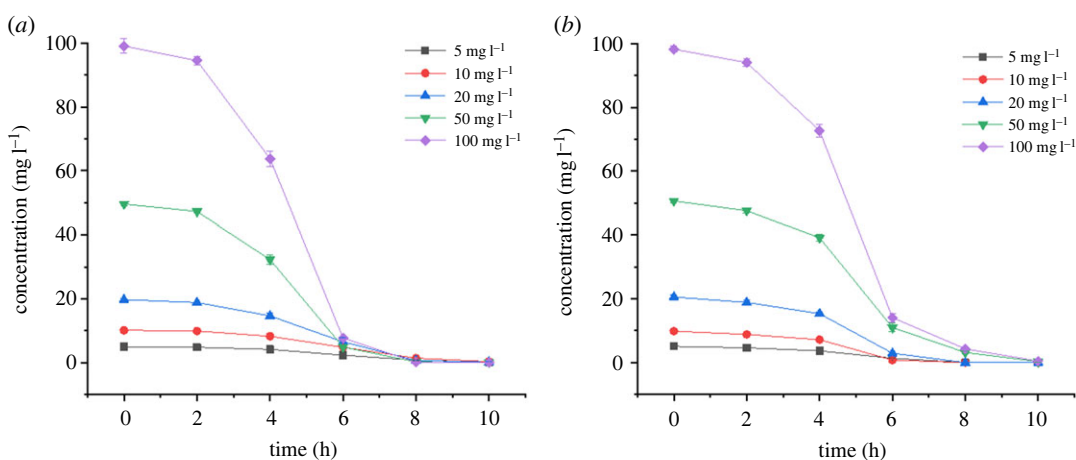 (a)
100
80
60
40
20
0
concentration (mg l⁻¹)
5 mg l⁻¹
10 mg l⁻¹
20 mg l⁻¹
50 mg l⁻¹
100 mg l⁻¹
0 2 4 6 8 10
time (h)
(b)
100
80
60
40
20
0
concentration (mg l⁻¹)
5 mg l⁻¹
10 mg l⁻¹
20 mg l⁻¹
50 mg l⁻¹
100 mg l⁻¹
0 2 4 6 8 10
time (h)